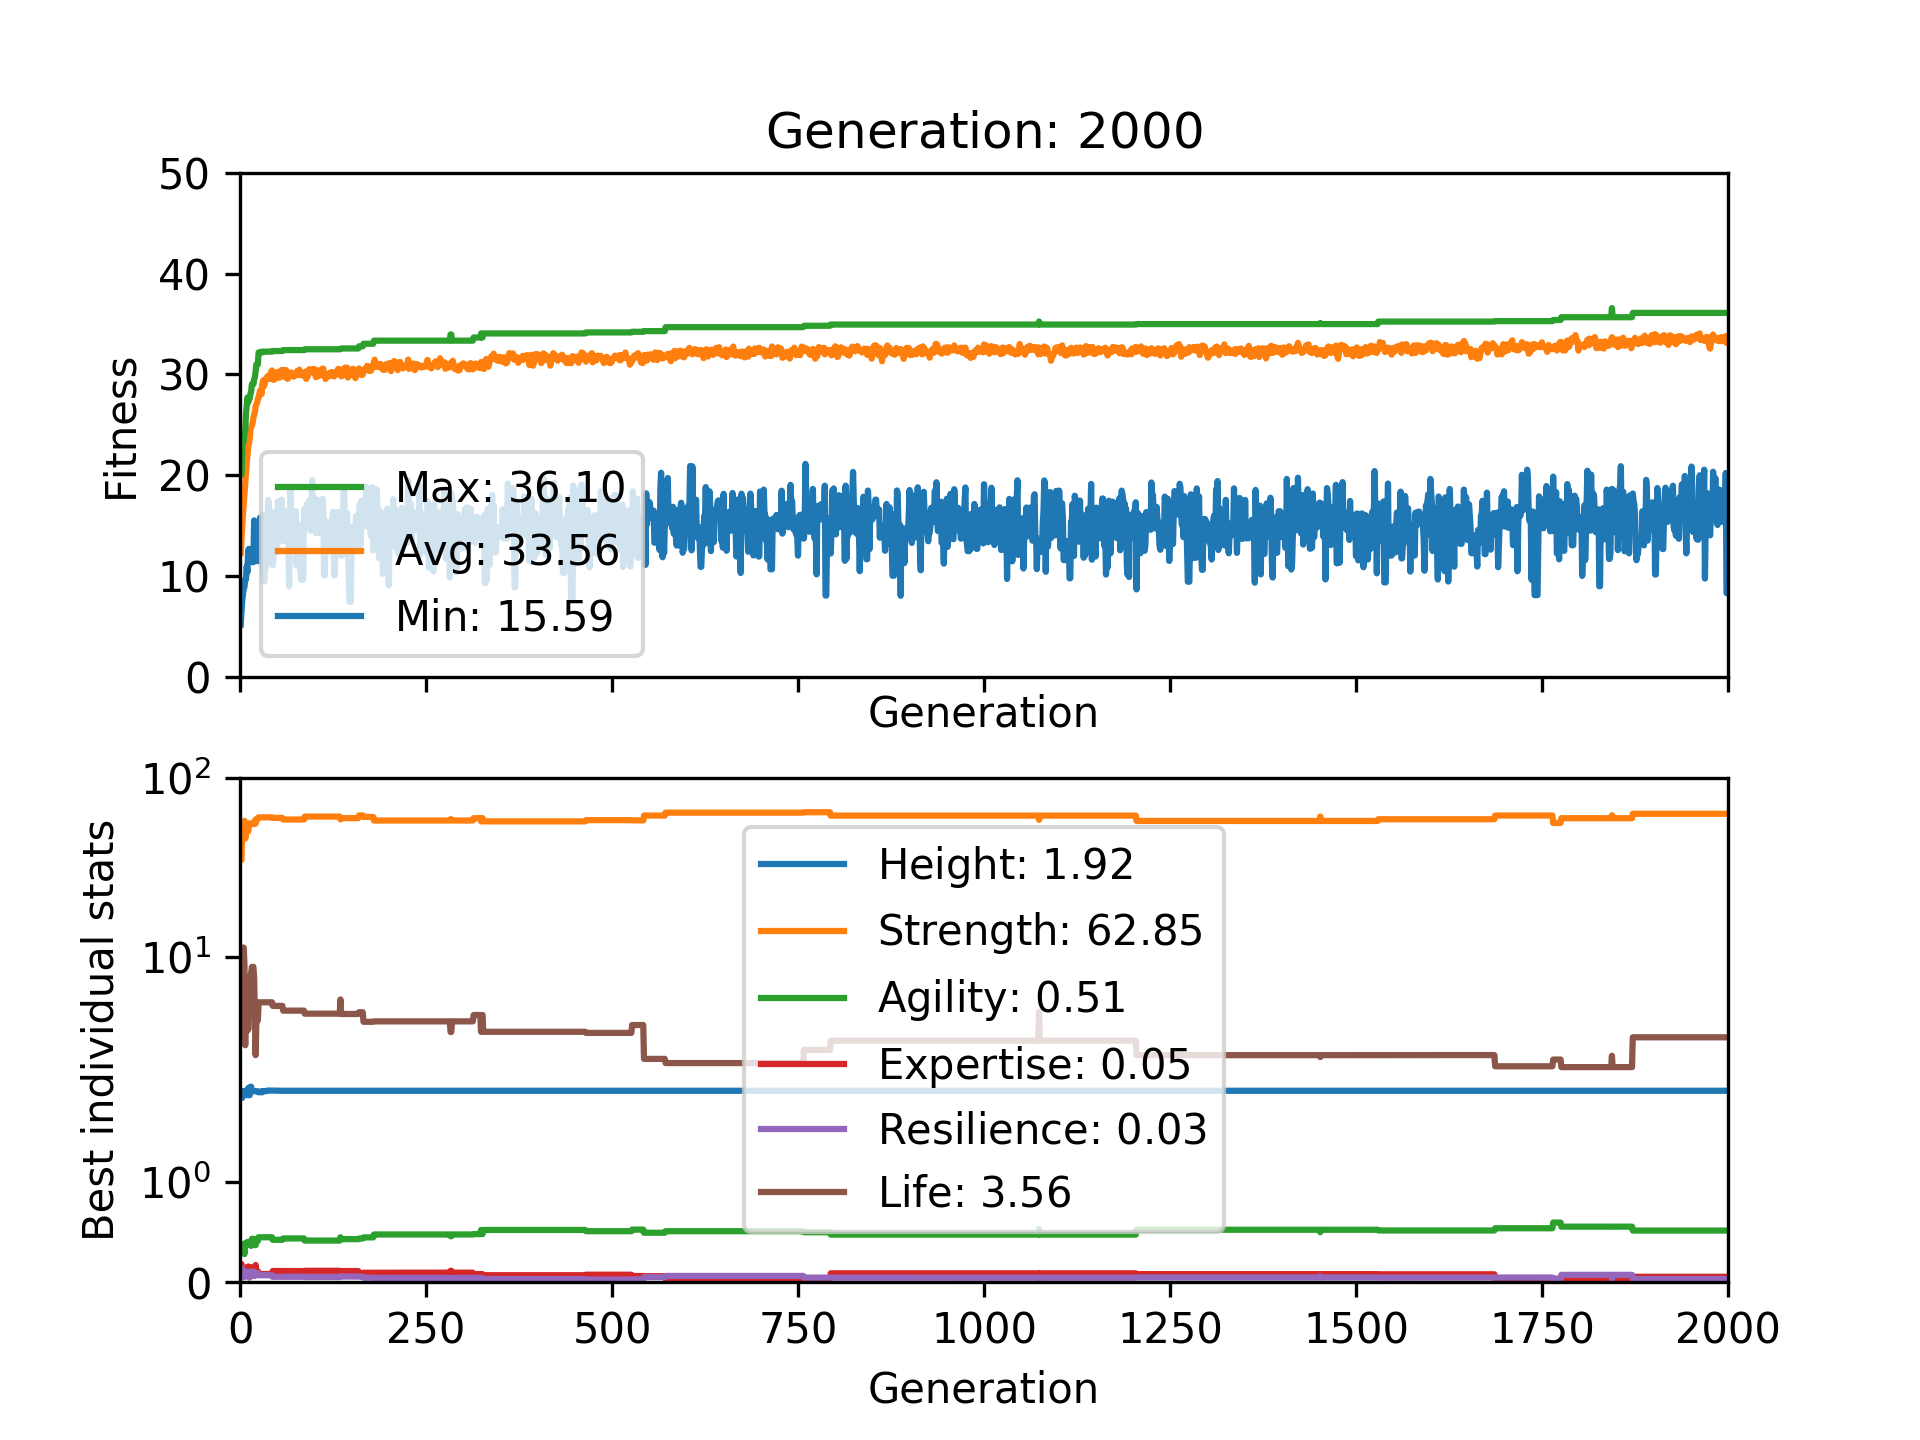 Generation: 2000
50
40
30
20
10
0
Fitness
Max: 36.10
Avg: 33.56
Min: 15.59
Generation
10²
10¹
10⁰
0
Best individual stats
Height: 1.92
Strength: 62.85
Agility: 0.51
Expertise: 0.05
Resilience: 0.03
Life: 3.56
0 250 500 750 1000 1250 1500 1750 2000
Generation